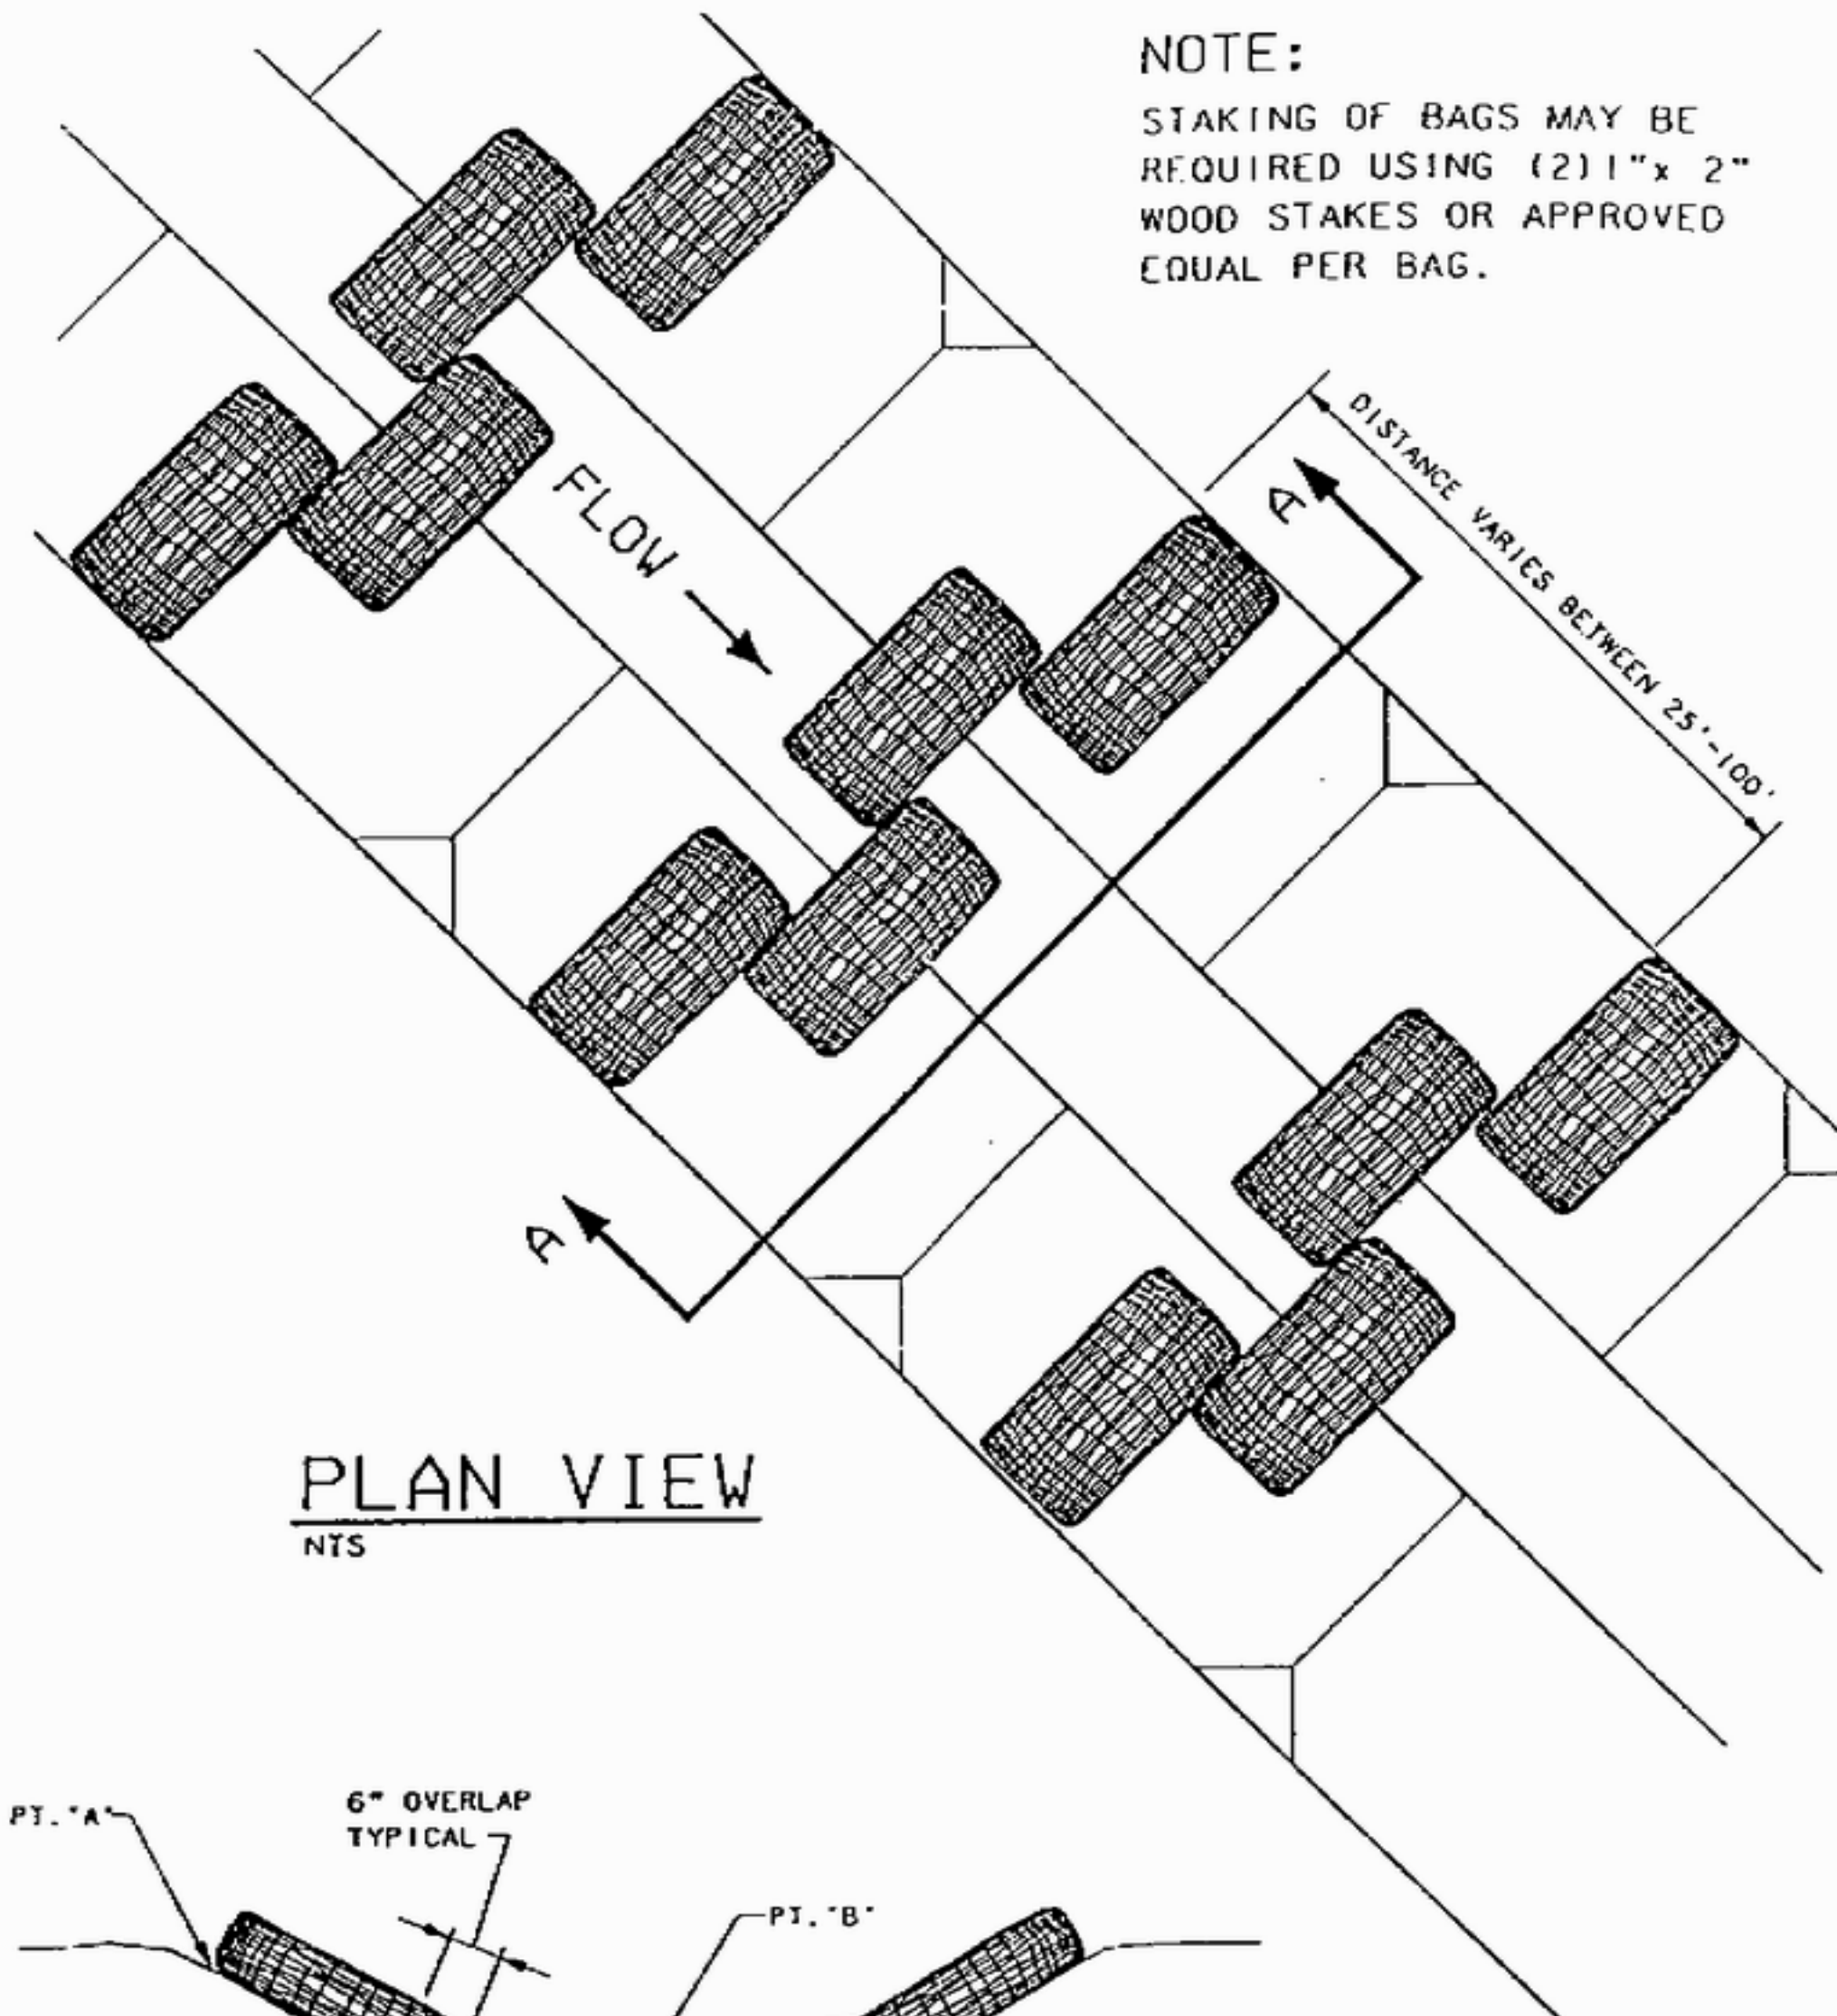 NOTE:
STAKING OF BAGS MAY BE
REQUIRED USING (2) 1"x 2"
WOOD STAKES OR APPROVED
EQUAL PER BAG.
DISTANCE VARIES BETWEEN 25'-100'
A
FLOW
A
PLAN VIEW
NTS
PT. "A"
6" OVERLAP
TYPICAL
PT. "B"